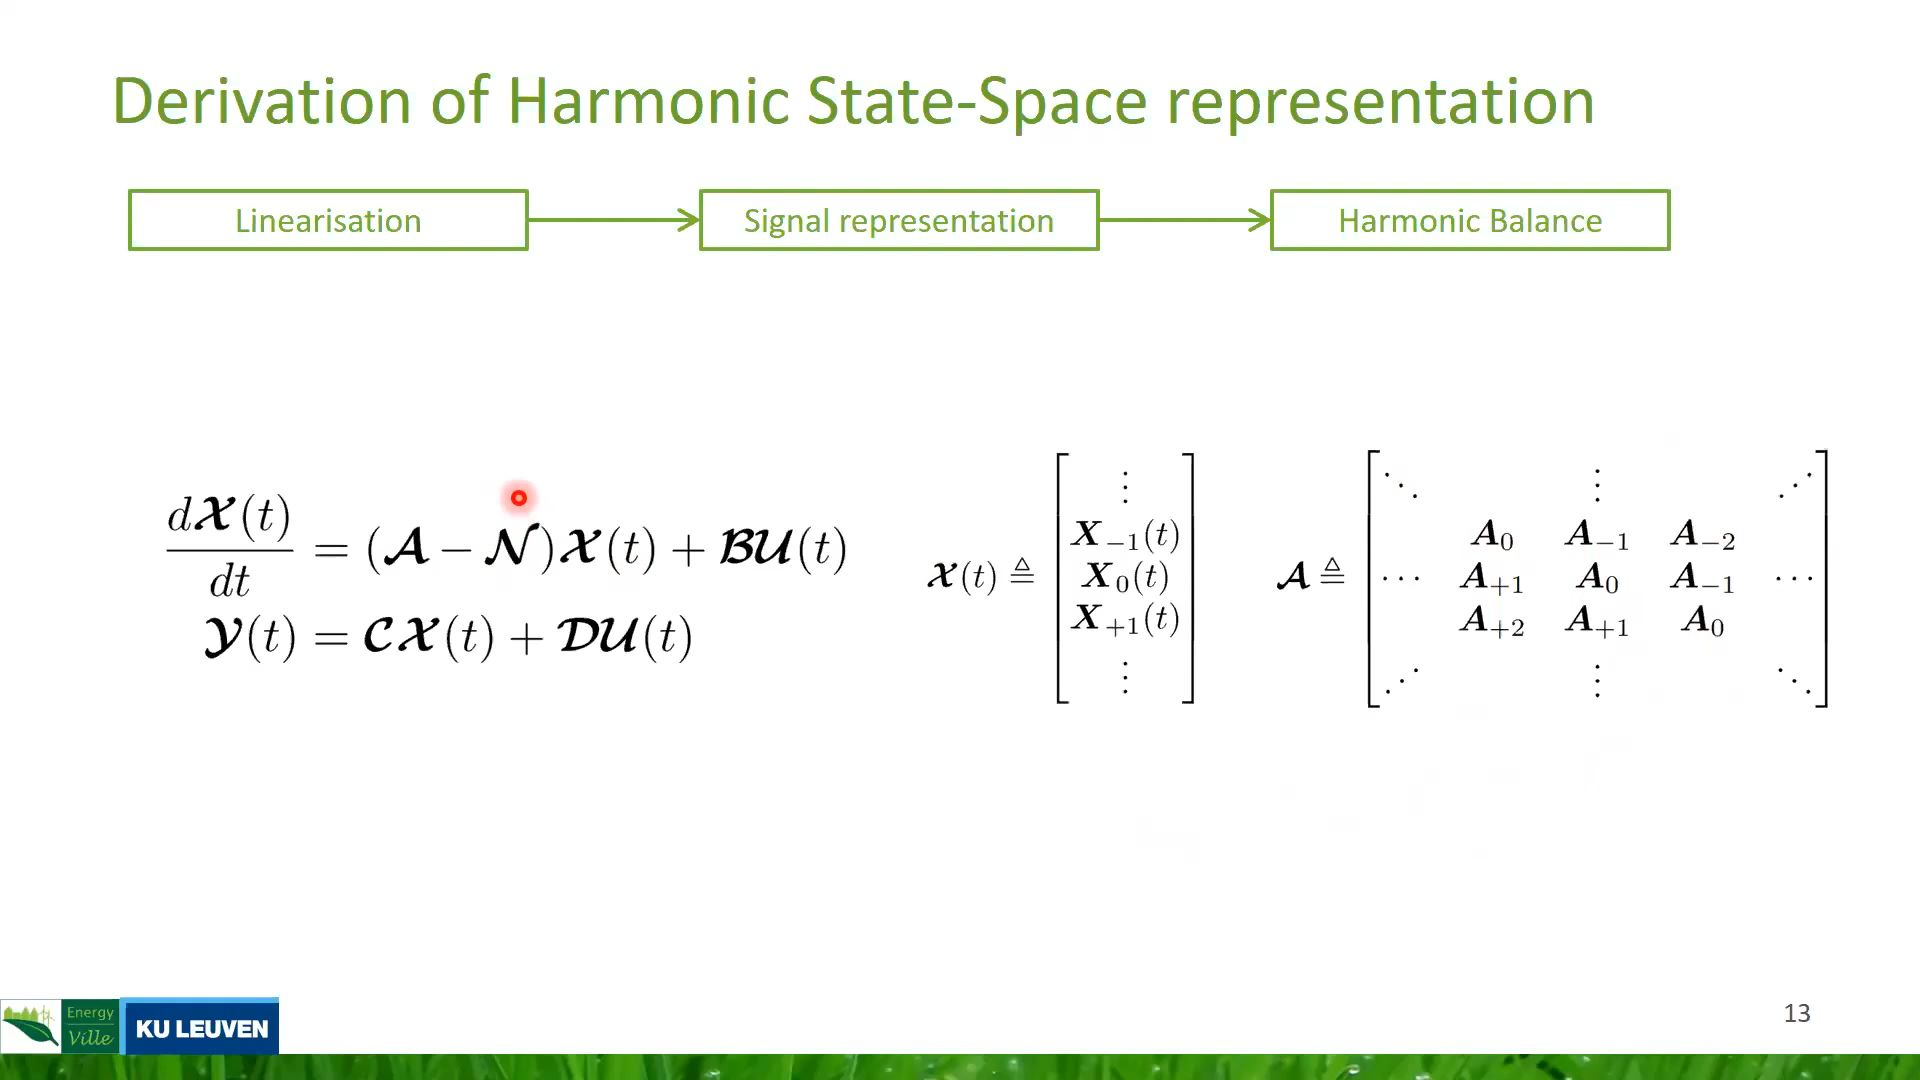 Derivation of Harmonic State-Space representation
Linearisation
Signal representation
Harmonic Balance
d𝓧(t)/dt = (𝓐 − 𝓝)𝓧(t) + 𝓑𝓤(t)
𝓨(t) = 𝓒𝓧(t) + 𝓓𝓤(t)
𝓧(t) ≜ [ ⋮
X₋₁(t)
X₀(t)
X₊₁(t)
⋮ ]
𝓐 ≜ [ ⋱ ⋮ ⋰
A₀ A₋₁ A₋₂
⋯ A₊₁ A₀ A₋₁ ⋯
A₊₂ A₊₁ A₀
⋰ ⋮ ⋱ ]
Energy
Ville
KU LEUVEN
13